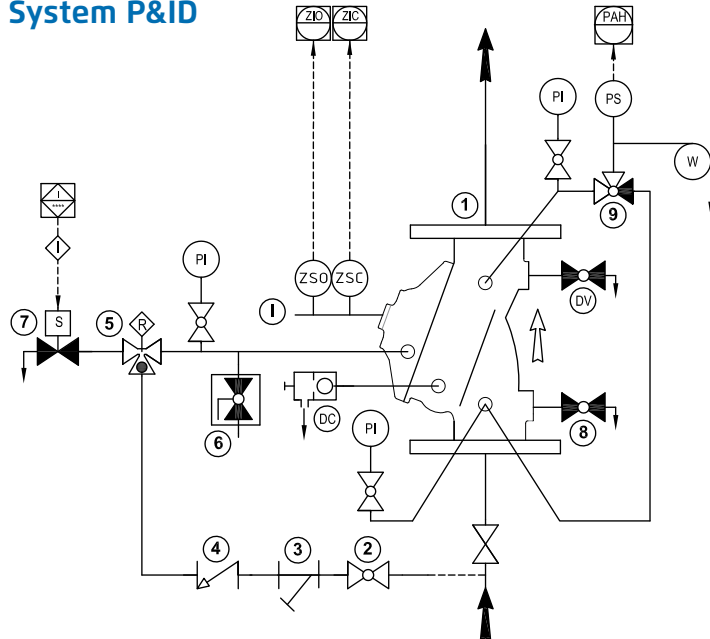 System P&ID
ZIO ZIC PAH
PI PS
W
1 9
I
****
I
PI
ZSO ZSC
I
DV
7 S 5 R
6 DC PI 8
4 3 2